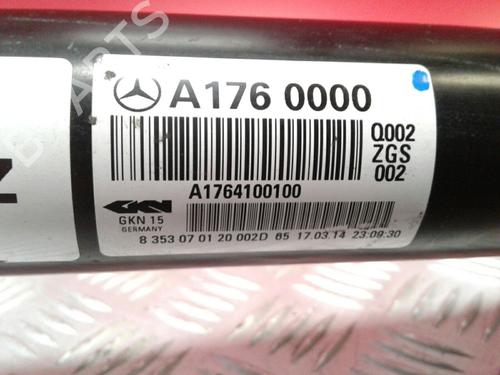 A176 0000
Q.002
ZGS
002
A1764100100
GKN 15
GERMANY
8 353 07 01 20 002D 65 17.03.14 23:09:30
Z
PARTS